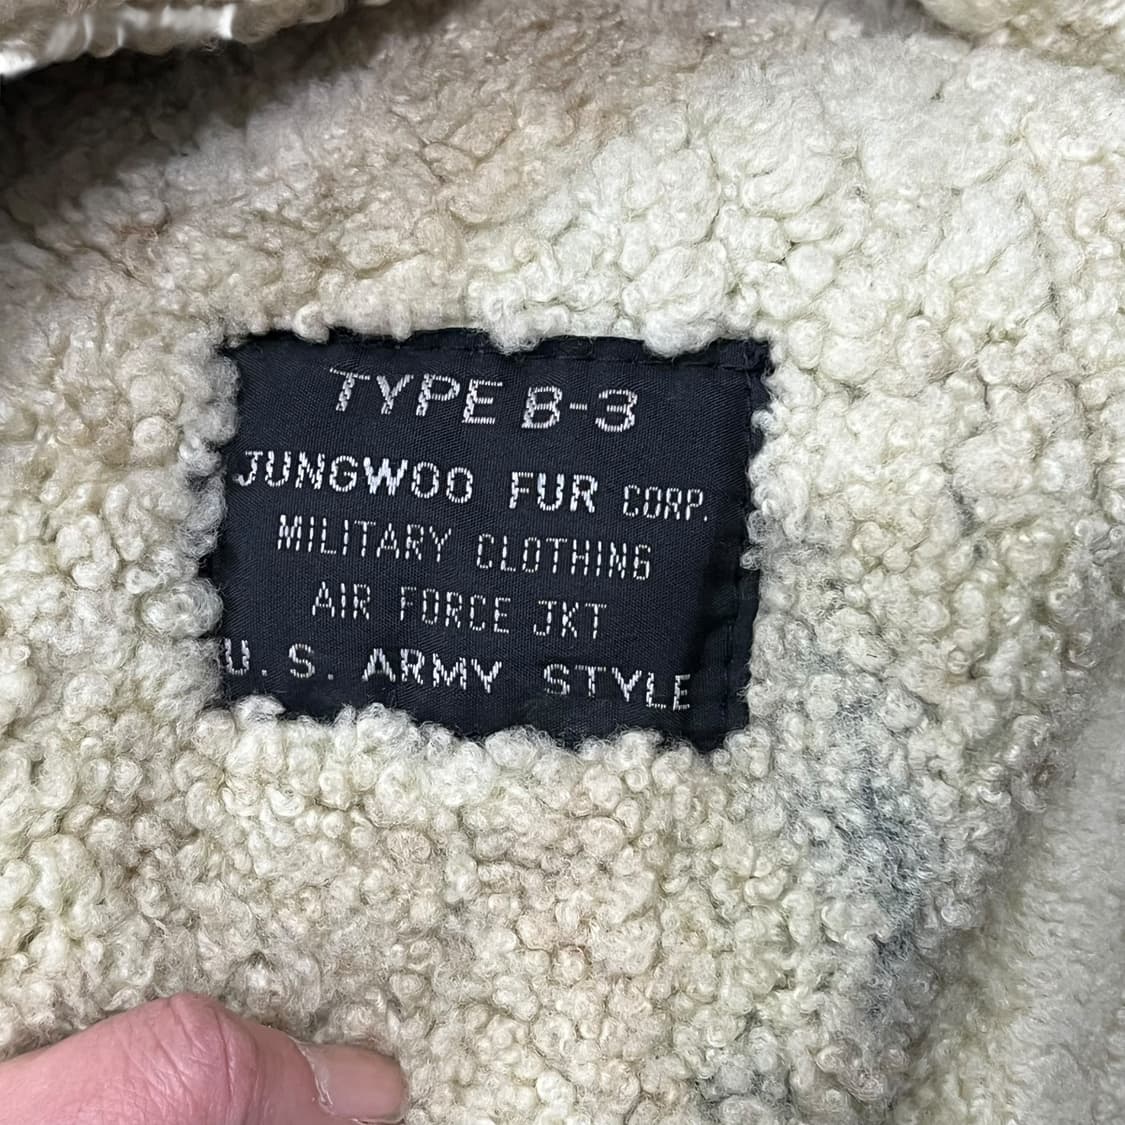 TYPE B-3
JUNGWOO FUR CORP.
MILITARY CLOTHING
AIR FORCE JKT
U. S. ARMY STYLE